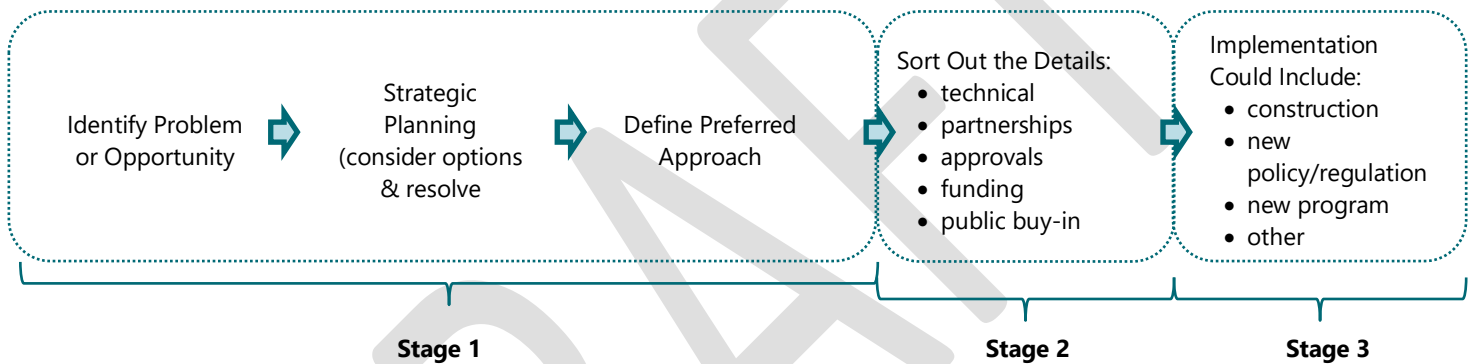 Identify Problem
or Opportunity
Strategic
Planning
(consider options
& resolve
Define Preferred
Approach
Sort Out the Details:
• technical
• partnerships
• approvals
• funding
• public buy-in
Implementation
Could Include:
• construction
• new
policy/regulation
• new program
• other
Stage 1
Stage 2
Stage 3
DRAFT